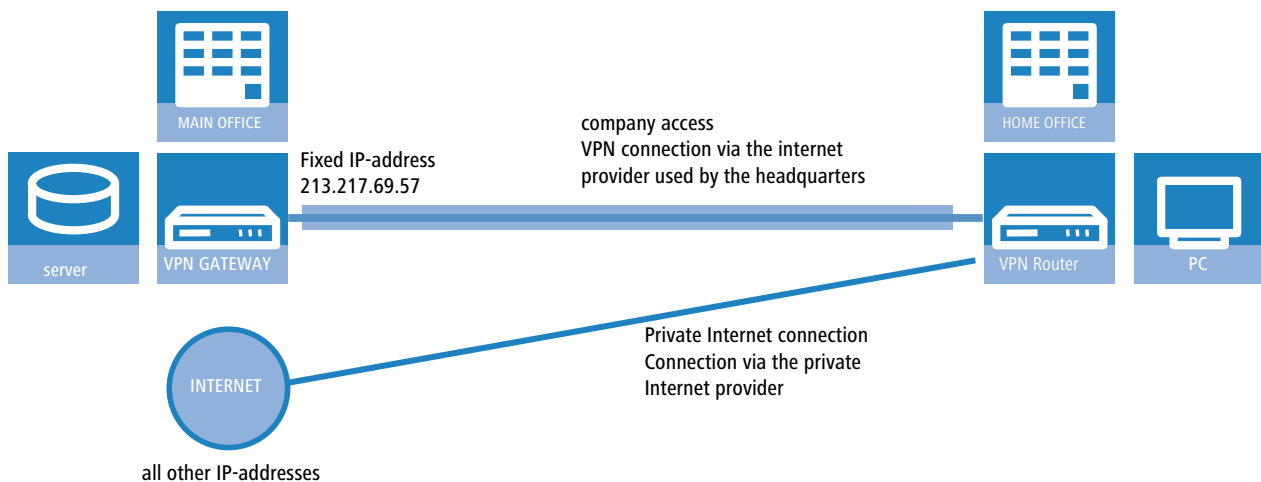 MAIN OFFICE
HOME OFFICE
company access
VPN connection via the internet
provider used by the headquarters
Fixed IP-address
213.217.69.57
server
VPN GATEWAY
VPN Router
PC
Private Internet connection
Connection via the private
Internet provider
INTERNET
all other IP-addresses